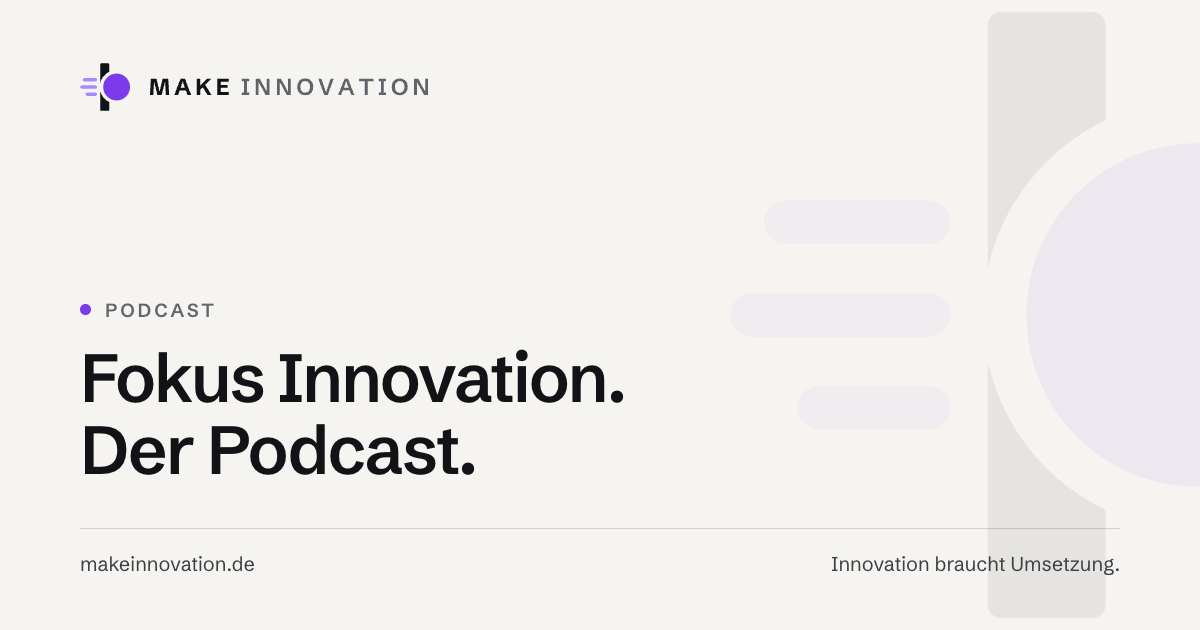 MAKE INNOVATION
PODCAST
Fokus Innovation.
Der Podcast.
makeinnovation.de
Innovation braucht Umsetzung.